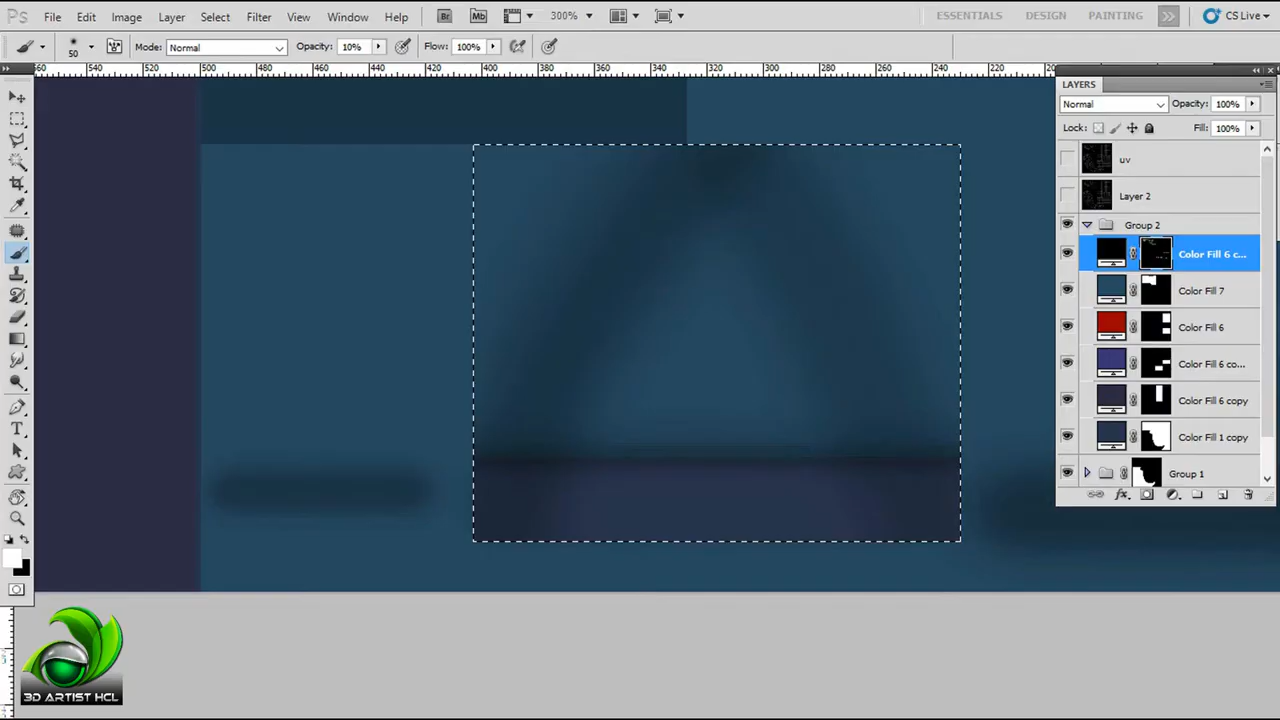 Ps File Edit Image Layer Select Filter View Window Help Br Mb 300% ESSENTIALS DESIGN PAINTING CS Live
50 Mode: Normal Opacity: 10% Flow: 100%
560 540 520 500 480 460 440 420 400 380 360 340 320 300 280 260 240 220 200
LAYERS
Normal Opacity: 100%
Lock: Fill: 100%
uv
Layer 2
Group 2
Color Fill 6 c...
Color Fill 7
Color Fill 6
Color Fill 6 co...
Color Fill 6 copy
Color Fill 1 copy
Group 1
3D ARTIST HCL